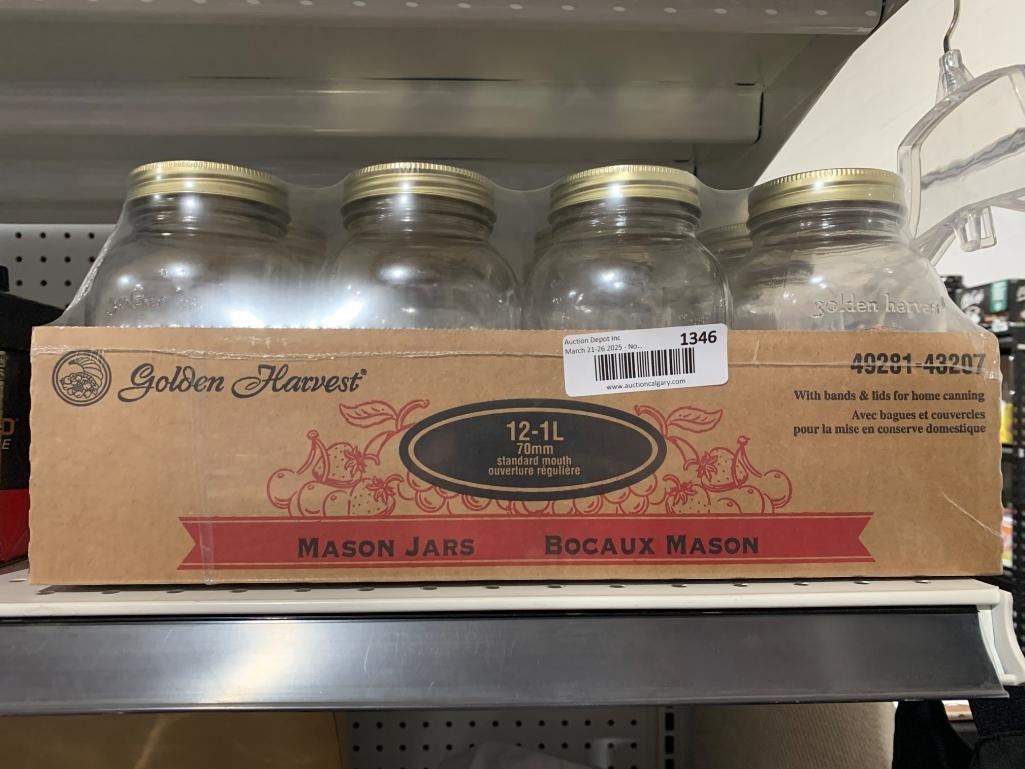 golden harvest
Auction Depot Inc
March 21-26 2025 - No...
1346
www.auctioncalgary.com
Golden Harvest®
49281-43207
With bands & lids for home canning
Avec bagues et couvercles
pour la mise en conserve domestique
12-1L
70mm
standard mouth
ouverture régulière
MASON JARS BOCAUX MASON